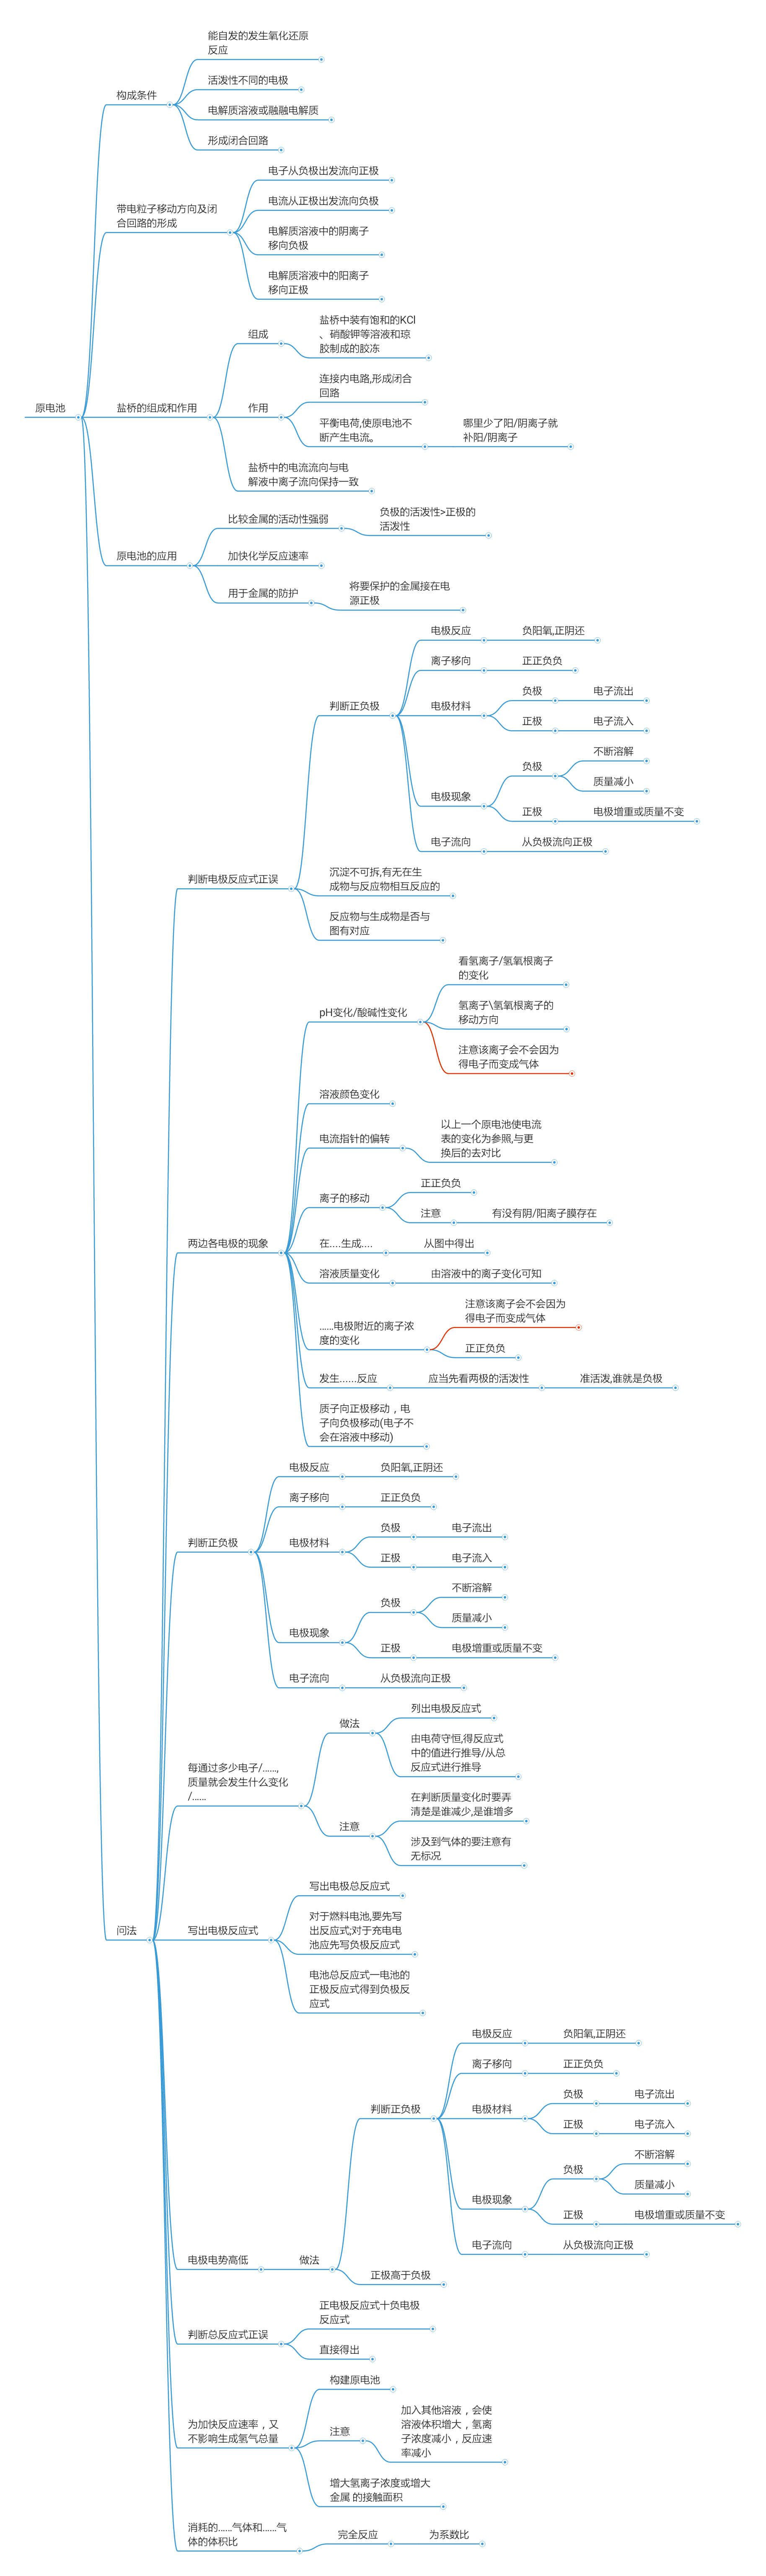 能自发的发生氧化还原
反应
活泼性不同的电极
构成条件
电解质溶液或融融电解质
形成闭合回路
电子从负极出发流向正极
电流从正极出发流向负极
带电粒子移动方向及闭
合回路的形成
电解质溶液中的阴离子
移向负极
电解质溶液中的阳离子
移向正极
组成
盐桥中装有饱和的KCl
、硝酸钾等溶液和琼
胶制成的胶冻
连接内电路,形成闭合
回路
原电池
盐桥的组成和作用
作用
平衡电荷,使原电池不
断产生电流。
哪里少了阳/阴离子就
补阳/阴离子
盐桥中的电流流向与电
解液中离子流向保持一致
比较金属的活动性强弱
负极的活泼性>正极的
活泼性
原电池的应用
加快化学反应速率
用于金属的防护
将要保护的金属接在电
源正极
电极反应
负阳氧,正阴还
离子移向
正正负负
判断正负极
电极材料
负极
电子流出
正极
电子流入
电极现象
负极
不断溶解
质量减小
正极
电极增重或质量不变
电子流向
从负极流向正极
判断电极反应式正误
沉淀不可拆,有无在生
成物与反应物相互反应的
反应物与生成物是否与
图有对应
pH变化/酸碱性变化
看氢离子/氢氧根离子
的变化
氢离子\氢氧根离子的
移动方向
注意该离子会不会因为
得电子而变成气体
溶液颜色变化
电流指针的偏转
以上一个原电池使电流
表的变化为参照,与更
换后的去对比
离子的移动
正正负负
注意
有没有阴/阳离子膜存在
两边各电极的现象
在....生成....
从图中得出
溶液质量变化
由溶液中的离子变化可知
......电极附近的离子浓
度的变化
注意该离子会不会因为
得电子而变成气体
正正负负
发生......反应
应当先看两极的活泼性
准活泼,谁就是负极
质子向正极移动，电
子向负极移动(电子不
会在溶液中移动)
电极反应
负阳氧,正阴还
离子移向
正正负负
判断正负极
电极材料
负极
电子流出
正极
电子流入
电极现象
负极
不断溶解
质量减小
正极
电极增重或质量不变
电子流向
从负极流向正极
每通过多少电子/......,
质量就会发生什么变化
/......
做法
列出电极反应式
由电荷守恒,得反应式
中的值进行推导/从总
反应式进行推导
注意
在判断质量变化时要弄
清楚是谁减少,是谁增多
涉及到气体的要注意有
无标况
问法
写出电极反应式
写出电极总反应式
对于燃料电池,要先写
出反应式;对于充电电
池应先写负极反应式
电池总反应式一电池的
正极反应式得到负极反
应式
电极反应
负阳氧,正阴还
离子移向
正正负负
判断正负极
电极材料
负极
电子流出
正极
电子流入
电极现象
负极
不断溶解
质量减小
正极
电极增重或质量不变
电子流向
从负极流向正极
电极电势高低
做法
正极高于负极
判断总反应式正误
正电极反应式十负电极
反应式
直接得出
为加快反应速率，又
不影响生成氢气总量
构建原电池
注意
加入其他溶液，会使
溶液体积增大，氢离
子浓度减小，反应速
率减小
增大氢离子浓度或增大
金属 的接触面积
消耗的......气体和......气
体的体积比
完全反应
为系数比